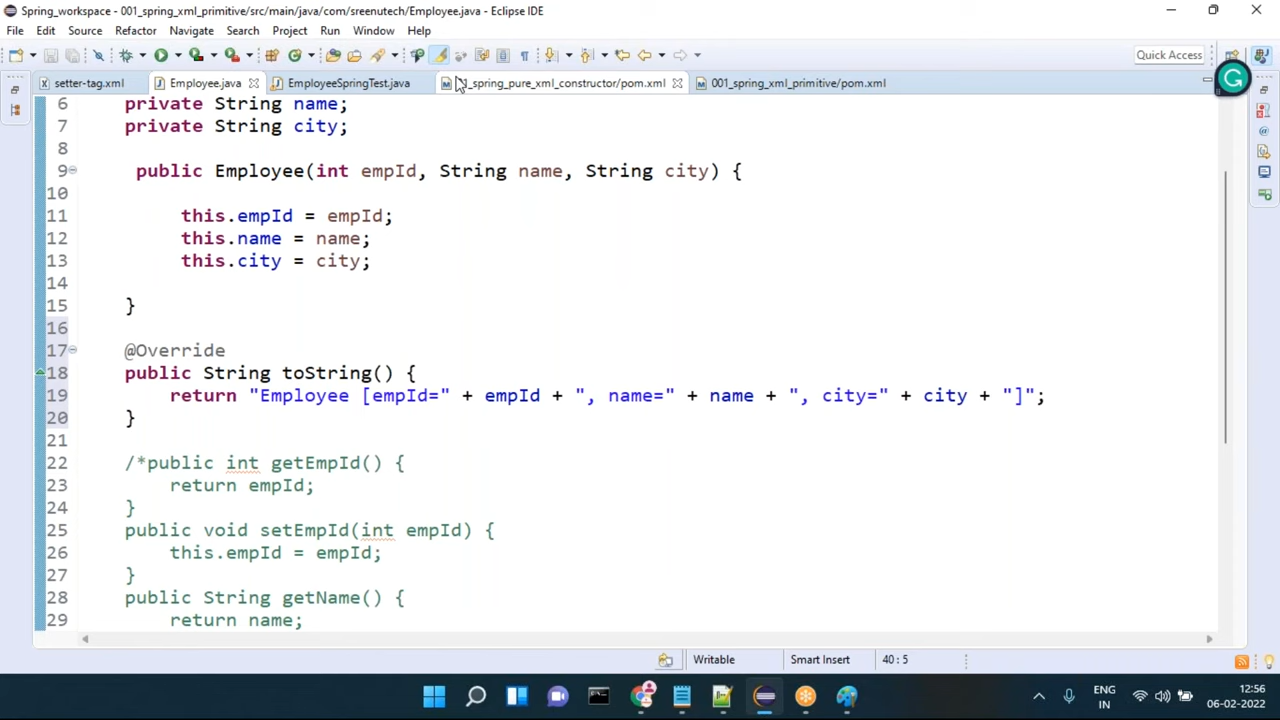 Spring_workspace - 001_spring_xml_primitive/src/main/java/com/sreenutech/Employee.java - Eclipse IDE
File Edit Source Refactor Navigate Search Project Run Window Help
Quick Access
setter-tag.xml Employee.java EmployeeSpringTest.java _spring_pure_xml_constructor/pom.xml 001_spring_xml_primitive/pom.xml
6 private String name;
7 private String city;
8
9 public Employee(int empId, String name, String city) {
10
11 this.empId = empId;
12 this.name = name;
13 this.city = city;
14
15 }
16
17 @Override
18 public String toString() {
19 return "Employee [empId=" + empId + ", name=" + name + ", city=" + city + "]";
20 }
21
22 /*public int getEmpId() {
23 return empId;
24 }
25 public void setEmpId(int empId) {
26 this.empId = empId;
27 }
28 public String getName() {
29 return name;
Writable Smart Insert 40 : 5
ENG 12:56
IN 06-02-2022